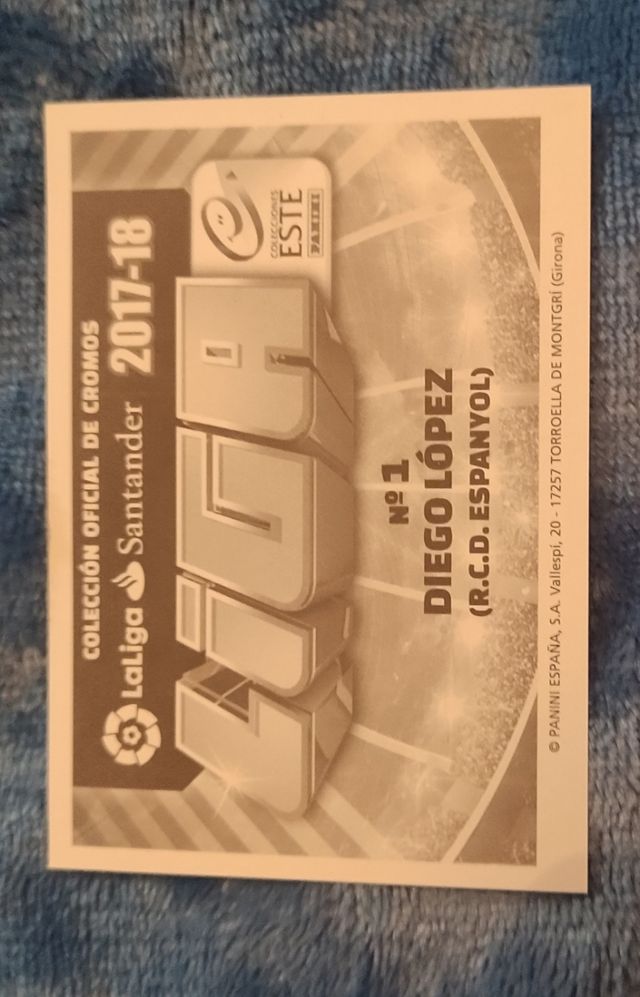 COLECCIÓN OFICIAL DE CROMOS
LaLiga Santander 2017-18
LIGA
COLECCIONES
ESTE
PANINI
Nº 1
DIEGO LÓPEZ
(R.C.D. ESPANYOL)
© PANINI ESPAÑA, S.A. Vallespí, 20 - 17257 TORROELLA DE MONTGRÍ (Girona)